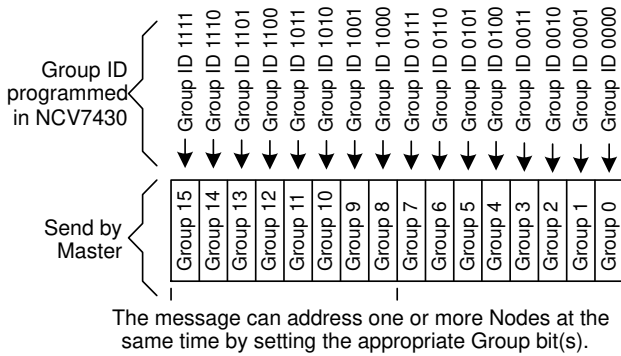 Group ID
programmed
in NCV7430
Group ID 1111
Group ID 1110
Group ID 1101
Group ID 1100
Group ID 1011
Group ID 1010
Group ID 1001
Group ID 1000
Group ID 0111
Group ID 0110
Group ID 0101
Group ID 0100
Group ID 0011
Group ID 0010
Group ID 0001
Group ID 0000
Send by
Master
Group 15
Group 14
Group 13
Group 12
Group 11
Group 10
Group 9
Group 8
Group 7
Group 6
Group 5
Group 4
Group 3
Group 2
Group 1
Group 0
The message can address one or more Nodes at the
same time by setting the appropriate Group bit(s).